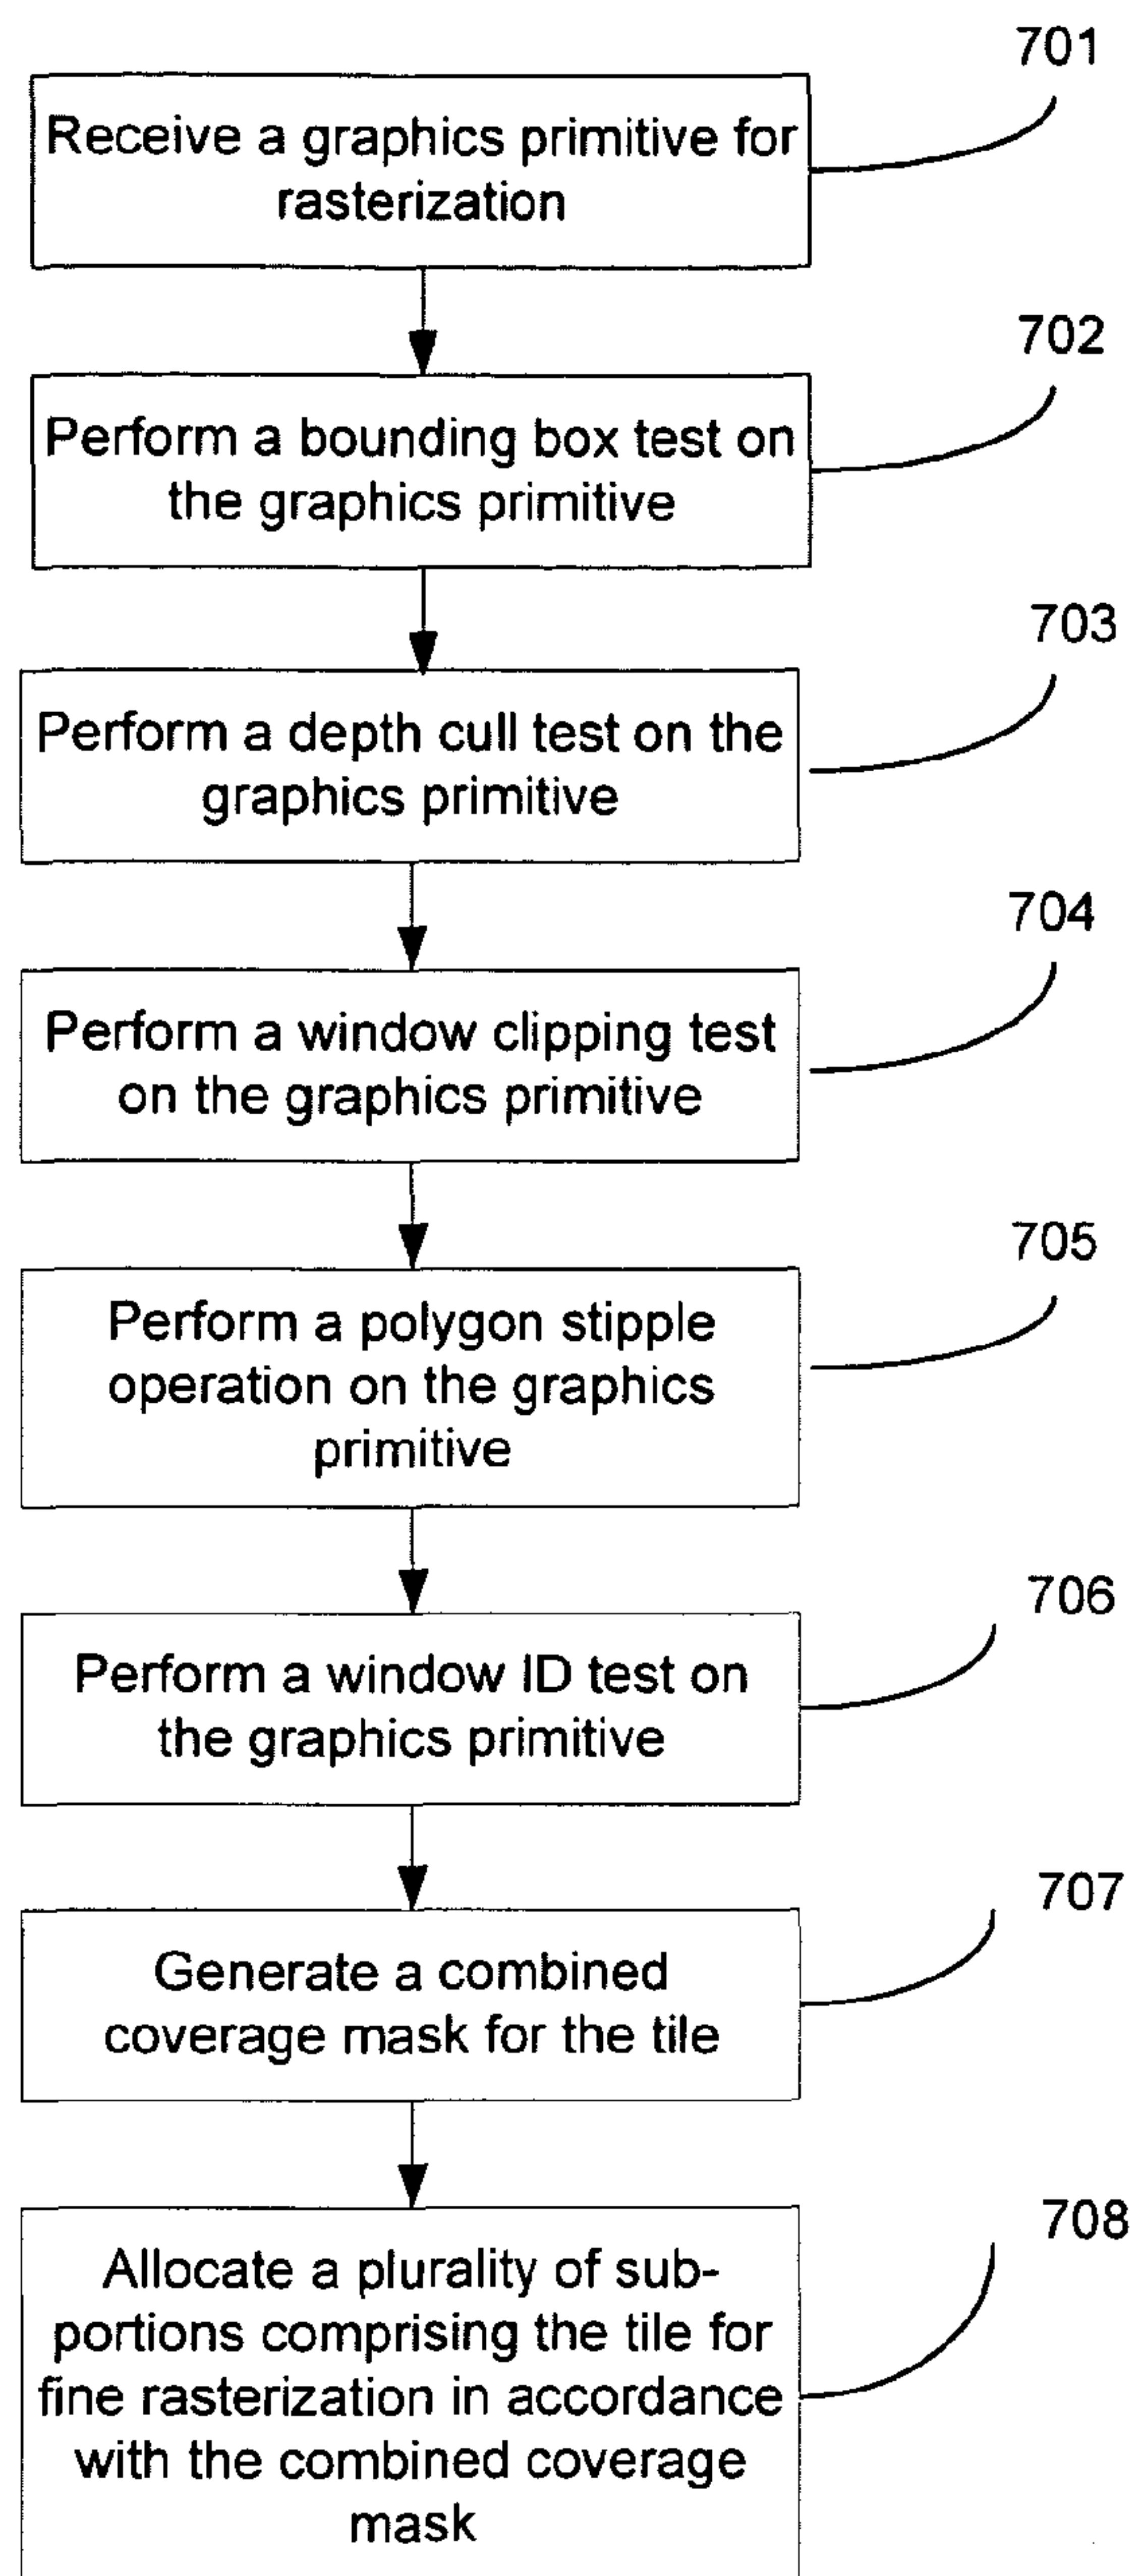 701
Receive a graphics primitive for
rasterization
702
Perform a bounding box test on
the graphics primitive
703
Perform a depth cull test on the
graphics primitive
704
Perform a window clipping test
on the graphics primitive
705
Perform a polygon stipple
operation on the graphics
primitive
706
Perform a window ID test on
the graphics primitive
707
Generate a combined
coverage mask for the tile
708
Allocate a plurality of sub-
portions comprising the tile for
fine rasterization in accordance
with the combined coverage
mask